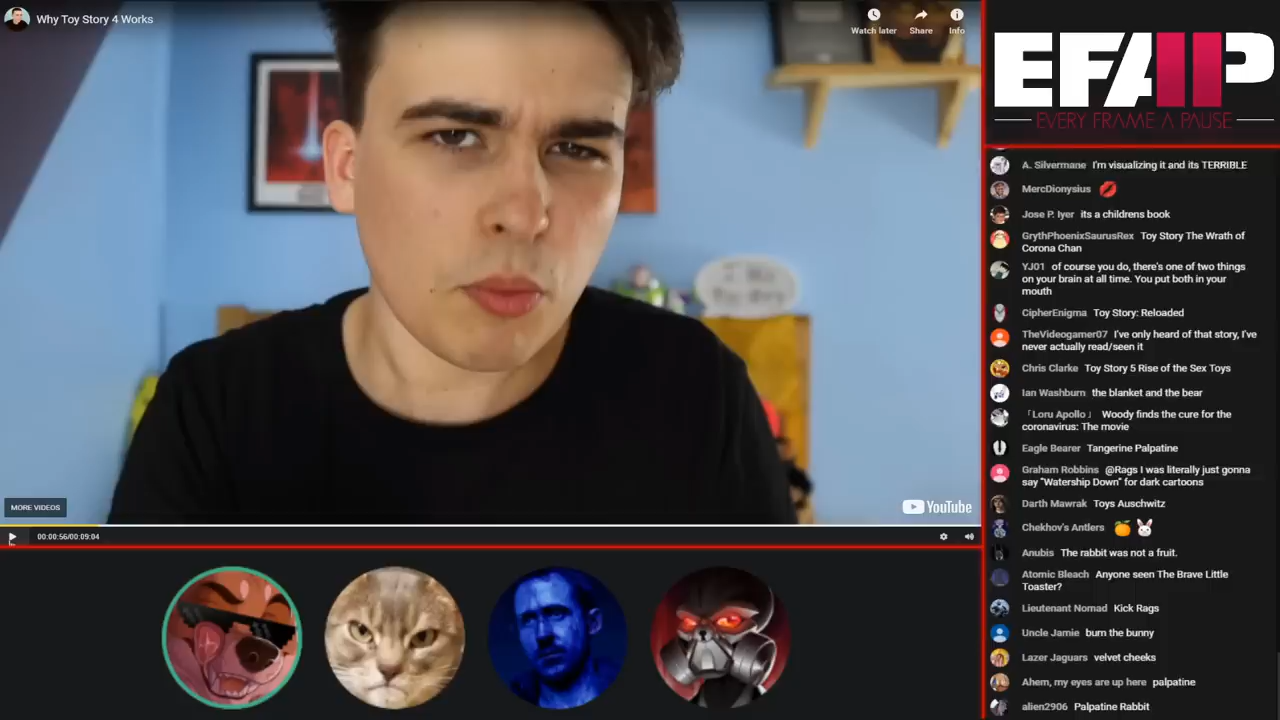 Why Toy Story 4 Works
Watch later
Share
Info
MORE VIDEOS
YouTube
00:00:56/00:09:04
EFAP
EVERY FRAME A PAUSE
A. Silvermane I'm visualizing it and its TERRIBLE
MercDionysius
Jose P. Iyer its a childrens book
GrythPhoenixSaurusRex Toy Story The Wrath of
Corona Chan
YJ01 of course you do, there's one of two things
on your brain at all time. You put both in your
mouth
CipherEnigma Toy Story: Reloaded
TheVideogamer07 I've only heard of that story, I've
never actually read/seen it
Chris Clarke Toy Story 5 Rise of the Sex Toys
Ian Washburn the blanket and the bear
「Loru Apollo」 Woody finds the cure for the
coronavirus: The movie
Eagle Bearer Tangerine Palpatine
Graham Robbins @Rags I was literally just gonna
say "Watership Down" for dark cartoons
Darth Mawrak Toys Auschwitz
Chekhov's Antlers
Anubis The rabbit was not a fruit.
Atomic Bleach Anyone seen The Brave Little
Toaster?
Lieutenant Nomad Kick Rags
Uncle Jamie burn the bunny
Lazer Jaguars velvet cheeks
Ahem, my eyes are up here palpatine
alien2906 Palpatine Rabbit